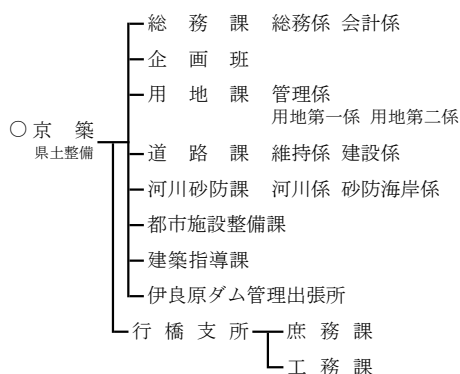 総務課 総務係 会計係
企画班
用地課 管理係
用地第一係 用地第二係
○京築
県土整備
道路課 維持係 建設係
河川砂防課 河川係 砂防海岸係
都市施設整備課
建築指導課
伊良原ダム管理出張所
行橋支所 庶務課
工務課